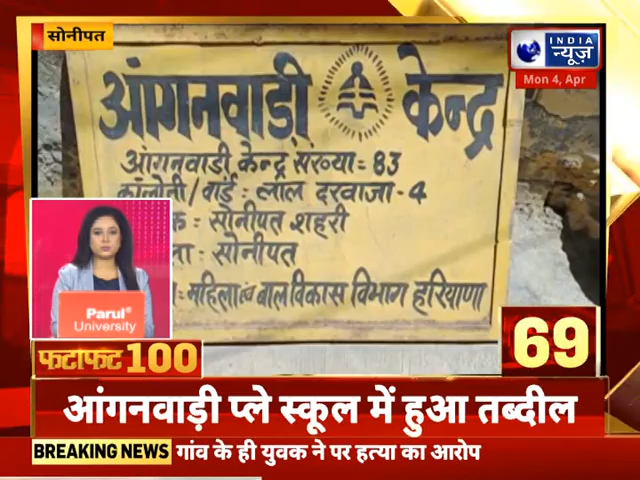 सोनीपत
INDIA
न्यूज़
Mon 4, Apr
आंगनवाड़ी केन्द्र
आंगनवाड़ी केन्द्र संख्या=83
कालोनी/वार्ड : लाल दरवाजा-4
: सोनीपत शहरी
: सोनीपत
: महिला एवं बाल विकास विभाग हरियाणा
Parul®
University
फटाफट 100
69
आंगनवाड़ी प्ले स्कूल में हुआ तब्दील
BREAKING NEWS गांव के ही युवक ने पर हत्या का आरोप